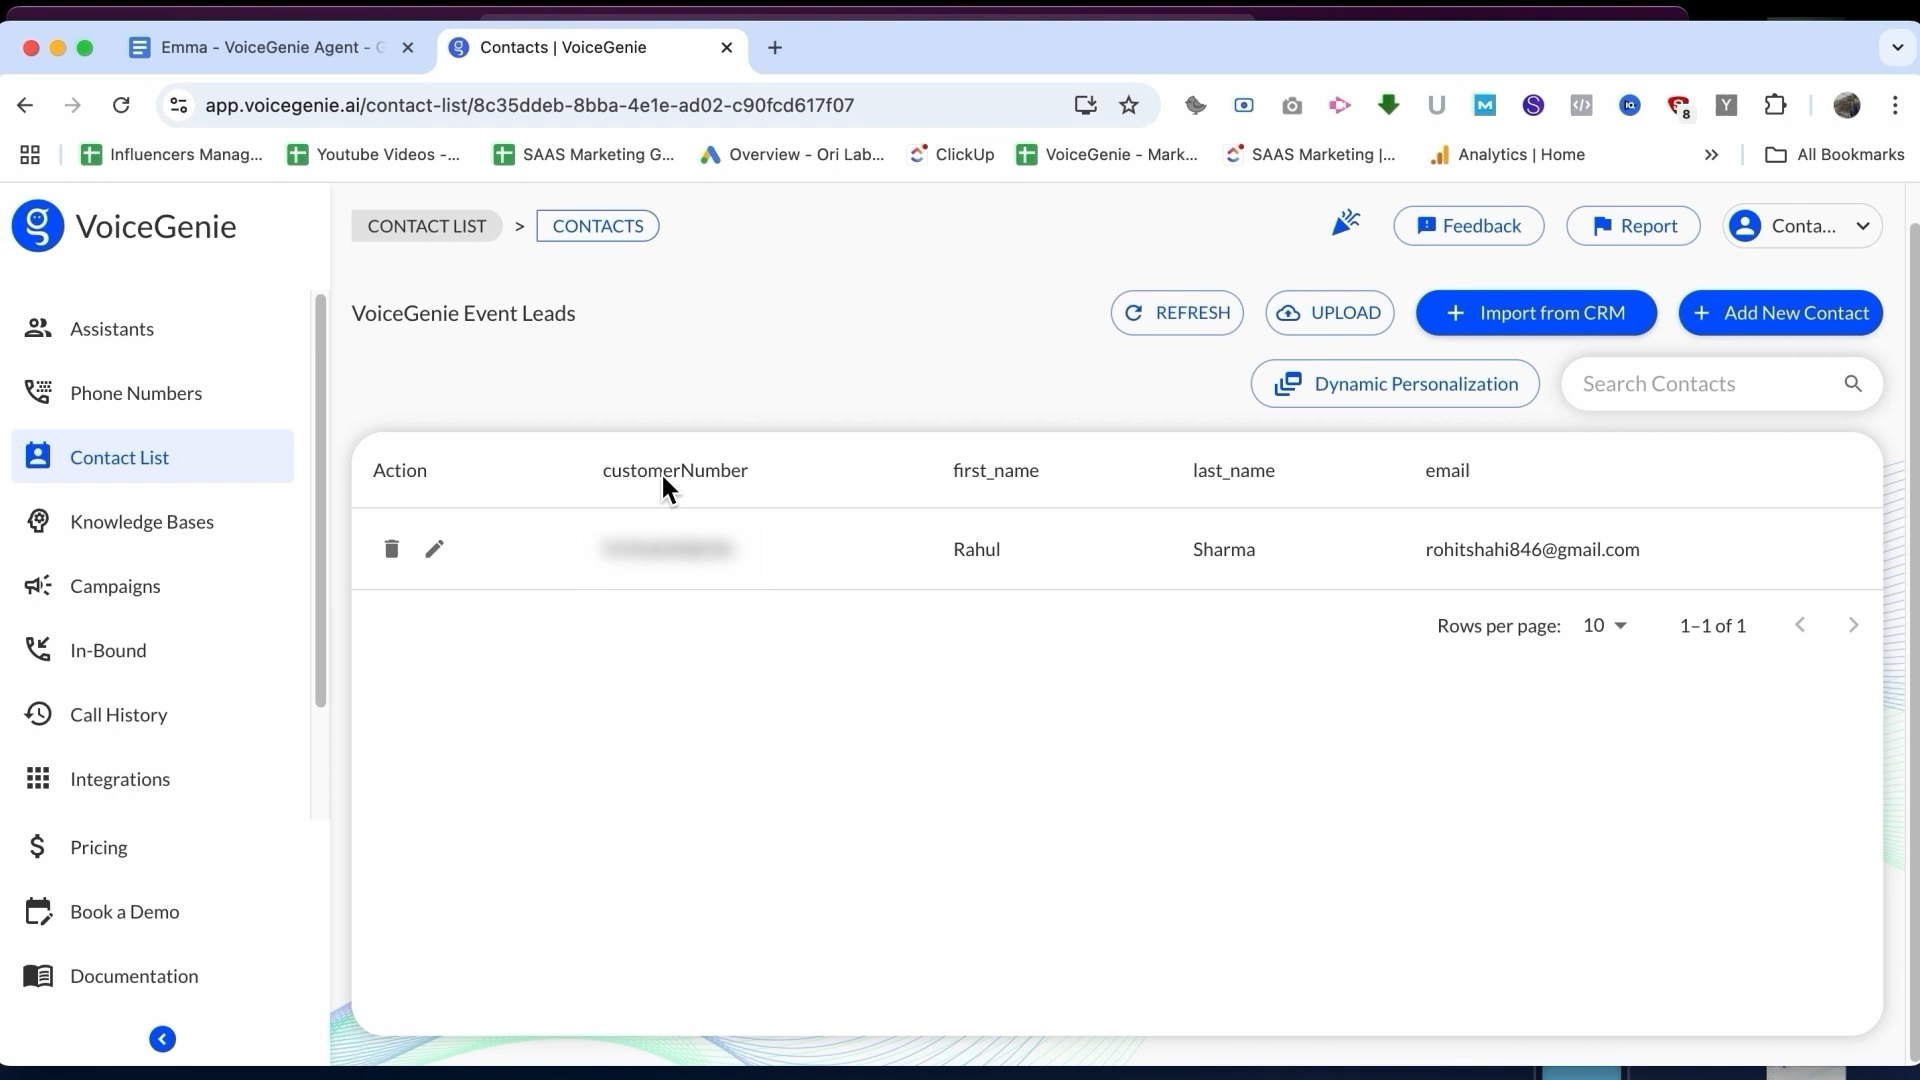 Emma - VoiceGenie Agent - G
Contacts | VoiceGenie
app.voicegenie.ai/contact-list/8c35ddeb-8bba-4e1e-ad02-c90fcd617f07
8
Influencers Manag...
Youtube Videos -...
SAAS Marketing G...
Overview - Ori Lab...
ClickUp
VoiceGenie - Mark...
SAAS Marketing |...
Analytics | Home
All Bookmarks
VoiceGenie
CONTACT LIST > CONTACTS
Feedback
Report
Conta...
VoiceGenie Event Leads
REFRESH
UPLOAD
+ Import from CRM
+ Add New Contact
Dynamic Personalization
Search Contacts
Assistants
Phone Numbers
Contact List
Knowledge Bases
Campaigns
In-Bound
Call History
Integrations
Pricing
Book a Demo
Documentation
Action customerNumber first_name last_name email
Rahul Sharma rohitshahi846@gmail.com
Rows per page: 10 1–1 of 1